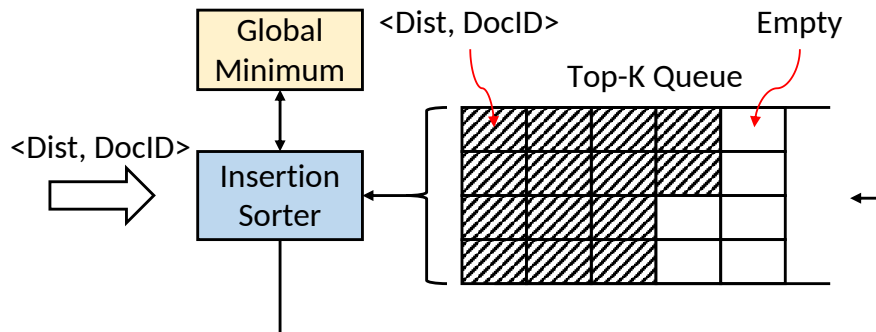 Global
Minimum
<Dist, DocID>
Empty
Top-K Queue
<Dist, DocID>
Insertion
Sorter